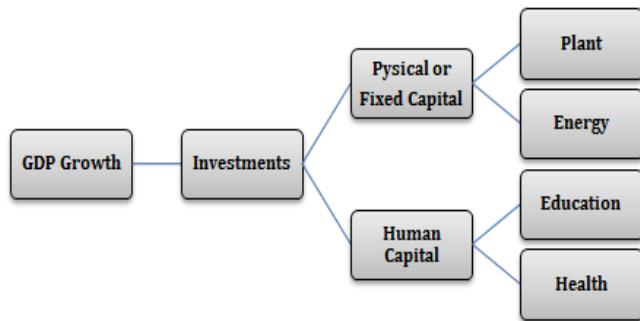 GDP Growth
Investments
Pysical or
Fixed Capital
Human
Capital
Plant
Energy
Education
Health